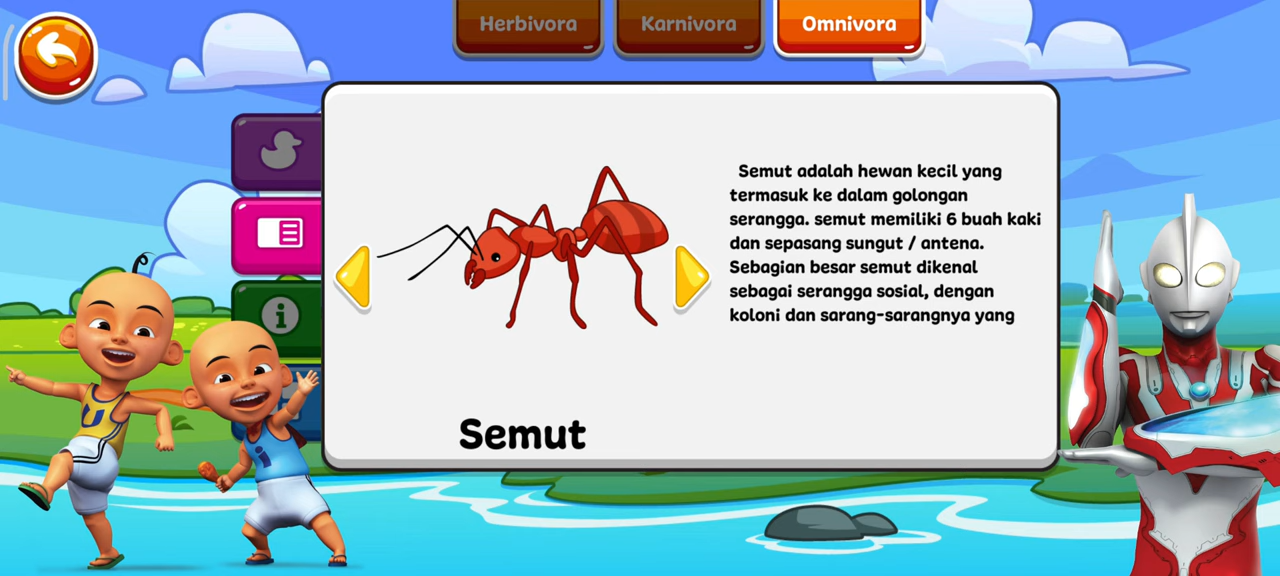 Herbivora
Karnivora
Omnivora
Semut adalah hewan kecil yang
termasuk ke dalam golongan
serangga. semut memiliki 6 buah kaki
dan sepasang sungut / antena.
Sebagian besar semut dikenal
sebagai serangga sosial, dengan
koloni dan sarang-sarangnya yang
Semut
U
i
i